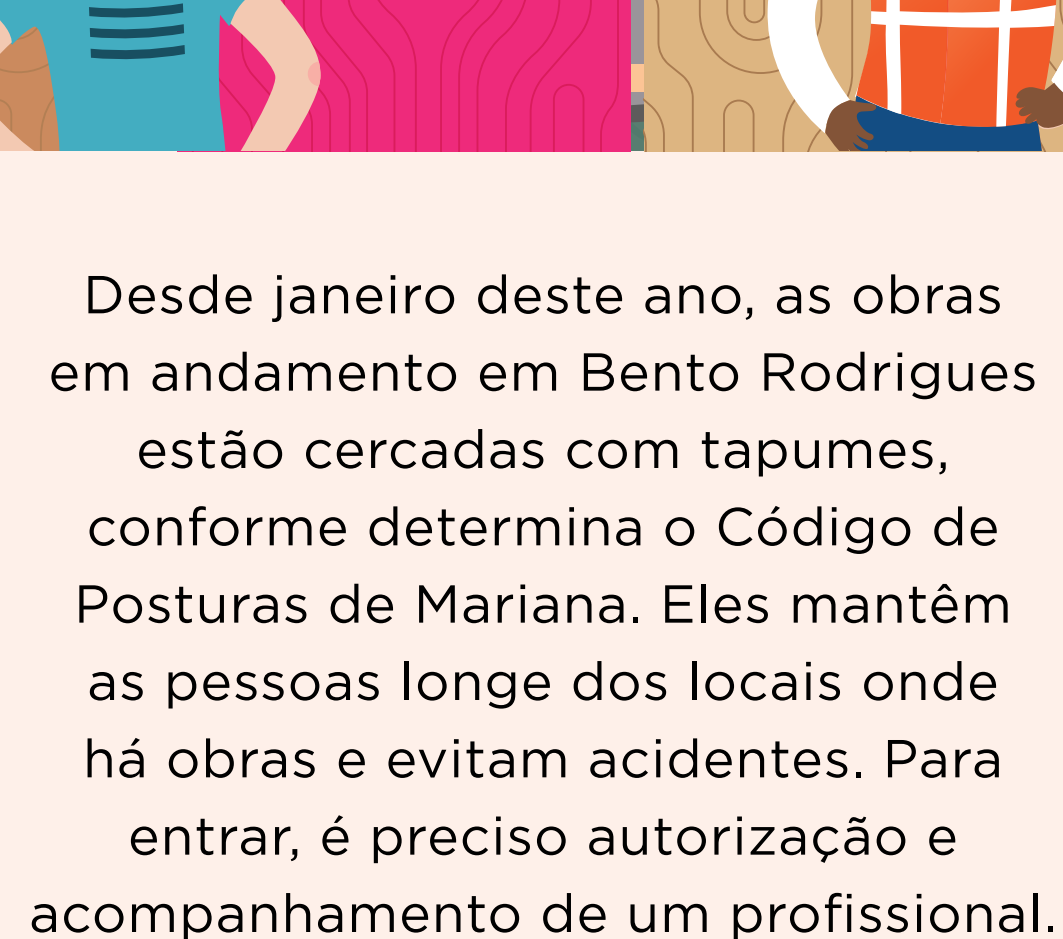 Desde janeiro deste ano, as obras
em andamento em Bento Rodrigues
estão cercadas com tapumes,
conforme determina o Código de
Posturas de Mariana. Eles mantêm
as pessoas longe dos locais onde
há obras e evitam acidentes. Para
entrar, é preciso autorização e
acompanhamento de um profissional.